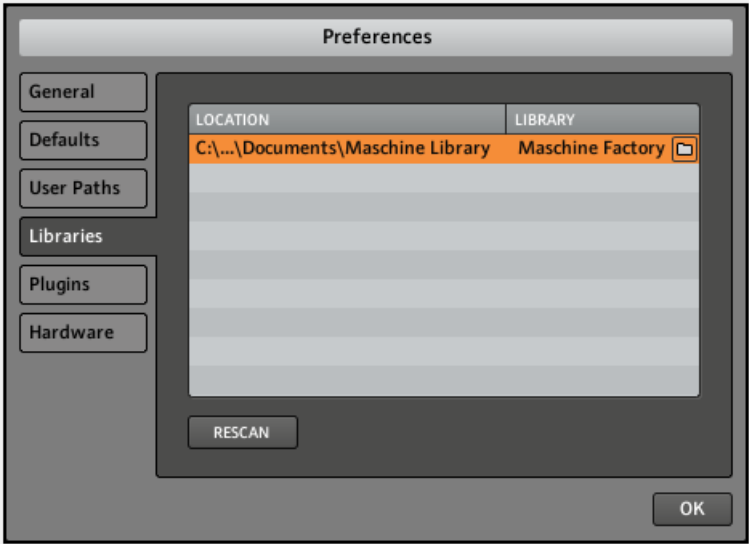 Preferences
General
Defaults
User Paths
Libraries
Plugins
Hardware
LOCATION LIBRARY
C:\...\Documents\Maschine Library Maschine Factory
RESCAN
OK